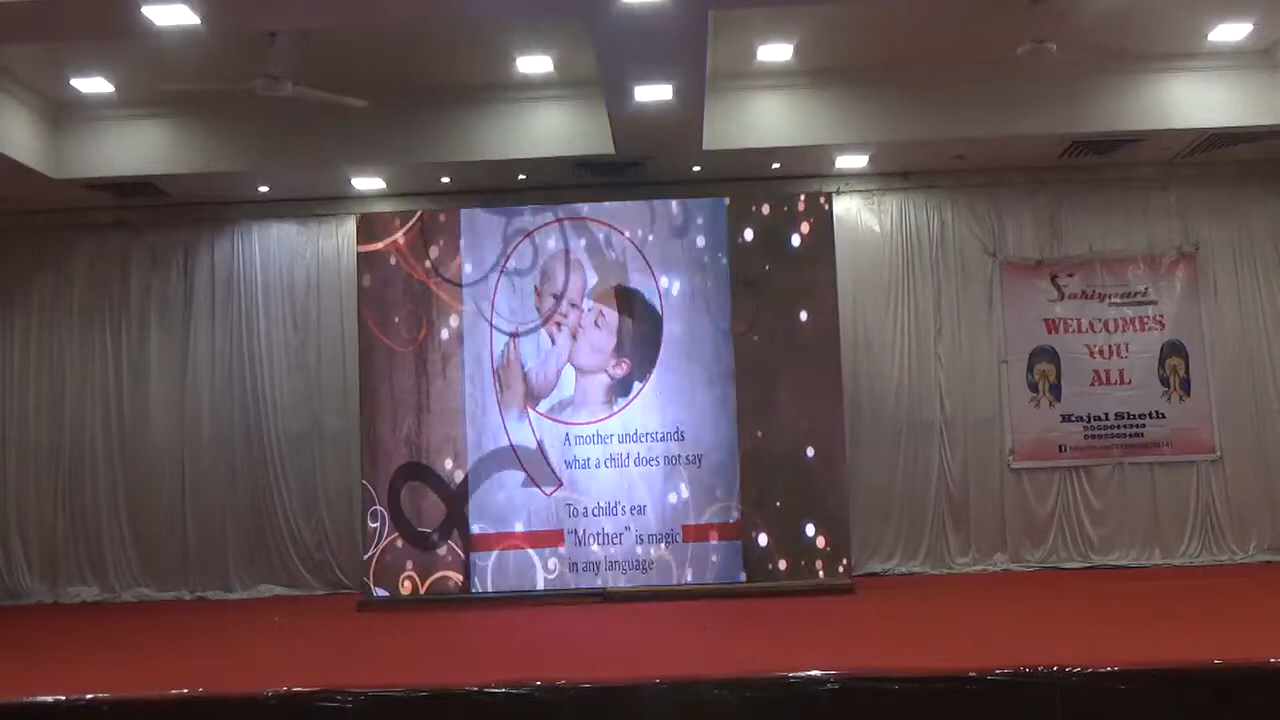 A mother understands
what a child does not say
To a child's ear
“Mother” is magic
in any language
Sahiyaari
WELCOMES
YOU
ALL
Kajal Sheth